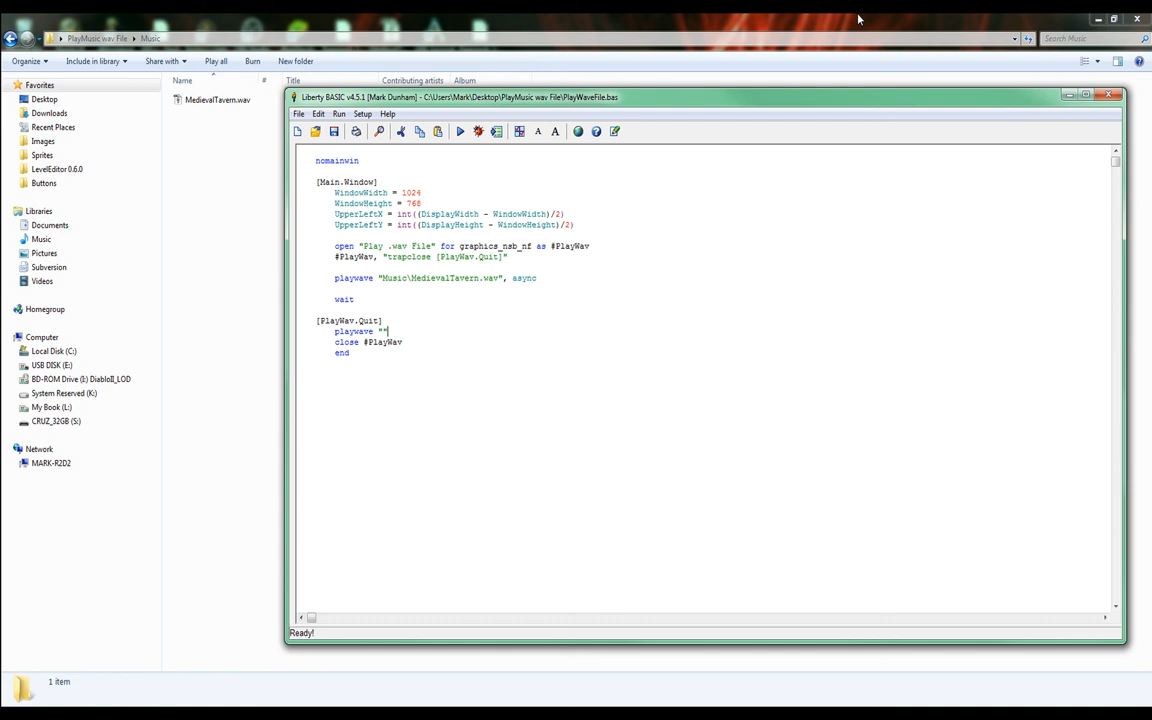 PlayMusic wav File Music
Search Music
Organize Include in library Share with Play all Burn New folder
Favorites
Desktop
Downloads
Recent Places
Images
Sprites
LevelEditor 0.6.0
Buttons
Libraries
Documents
Music
Pictures
Subversion
Videos
Homegroup
Computer
Local Disk (C:)
USB DISK (E:)
BD-ROM Drive (I:) DiabloII_LOD
System Reserved (K:)
My Book (L:)
CRUZ_32GB (S:)
Network
MARK-R2D2
Name # Title Contributing artists Album
MedievalTavern.wav
Liberty BASIC v4.5.1 [Mark Dunham] - C:\Users\Mark\Desktop\PlayMusic wav File\PlayWaveFile.bas
File Edit Run Setup Help
nomainwin
[Main.Window]
WindowWidth = 1024
WindowHeight = 768
UpperLeftX = int((DisplayWidth - WindowWidth)/2)
UpperLeftY = int((DisplayHeight - WindowHeight)/2)
open "Play .wav File" for graphics_nsb_nf as #PlayWav
#PlayWav, "trapclose [PlayWav.Quit]"
playwave "Music\MedievalTavern.wav", async
wait
[PlayWav.Quit]
playwave ""
close #PlayWav
end
Ready!
1 item